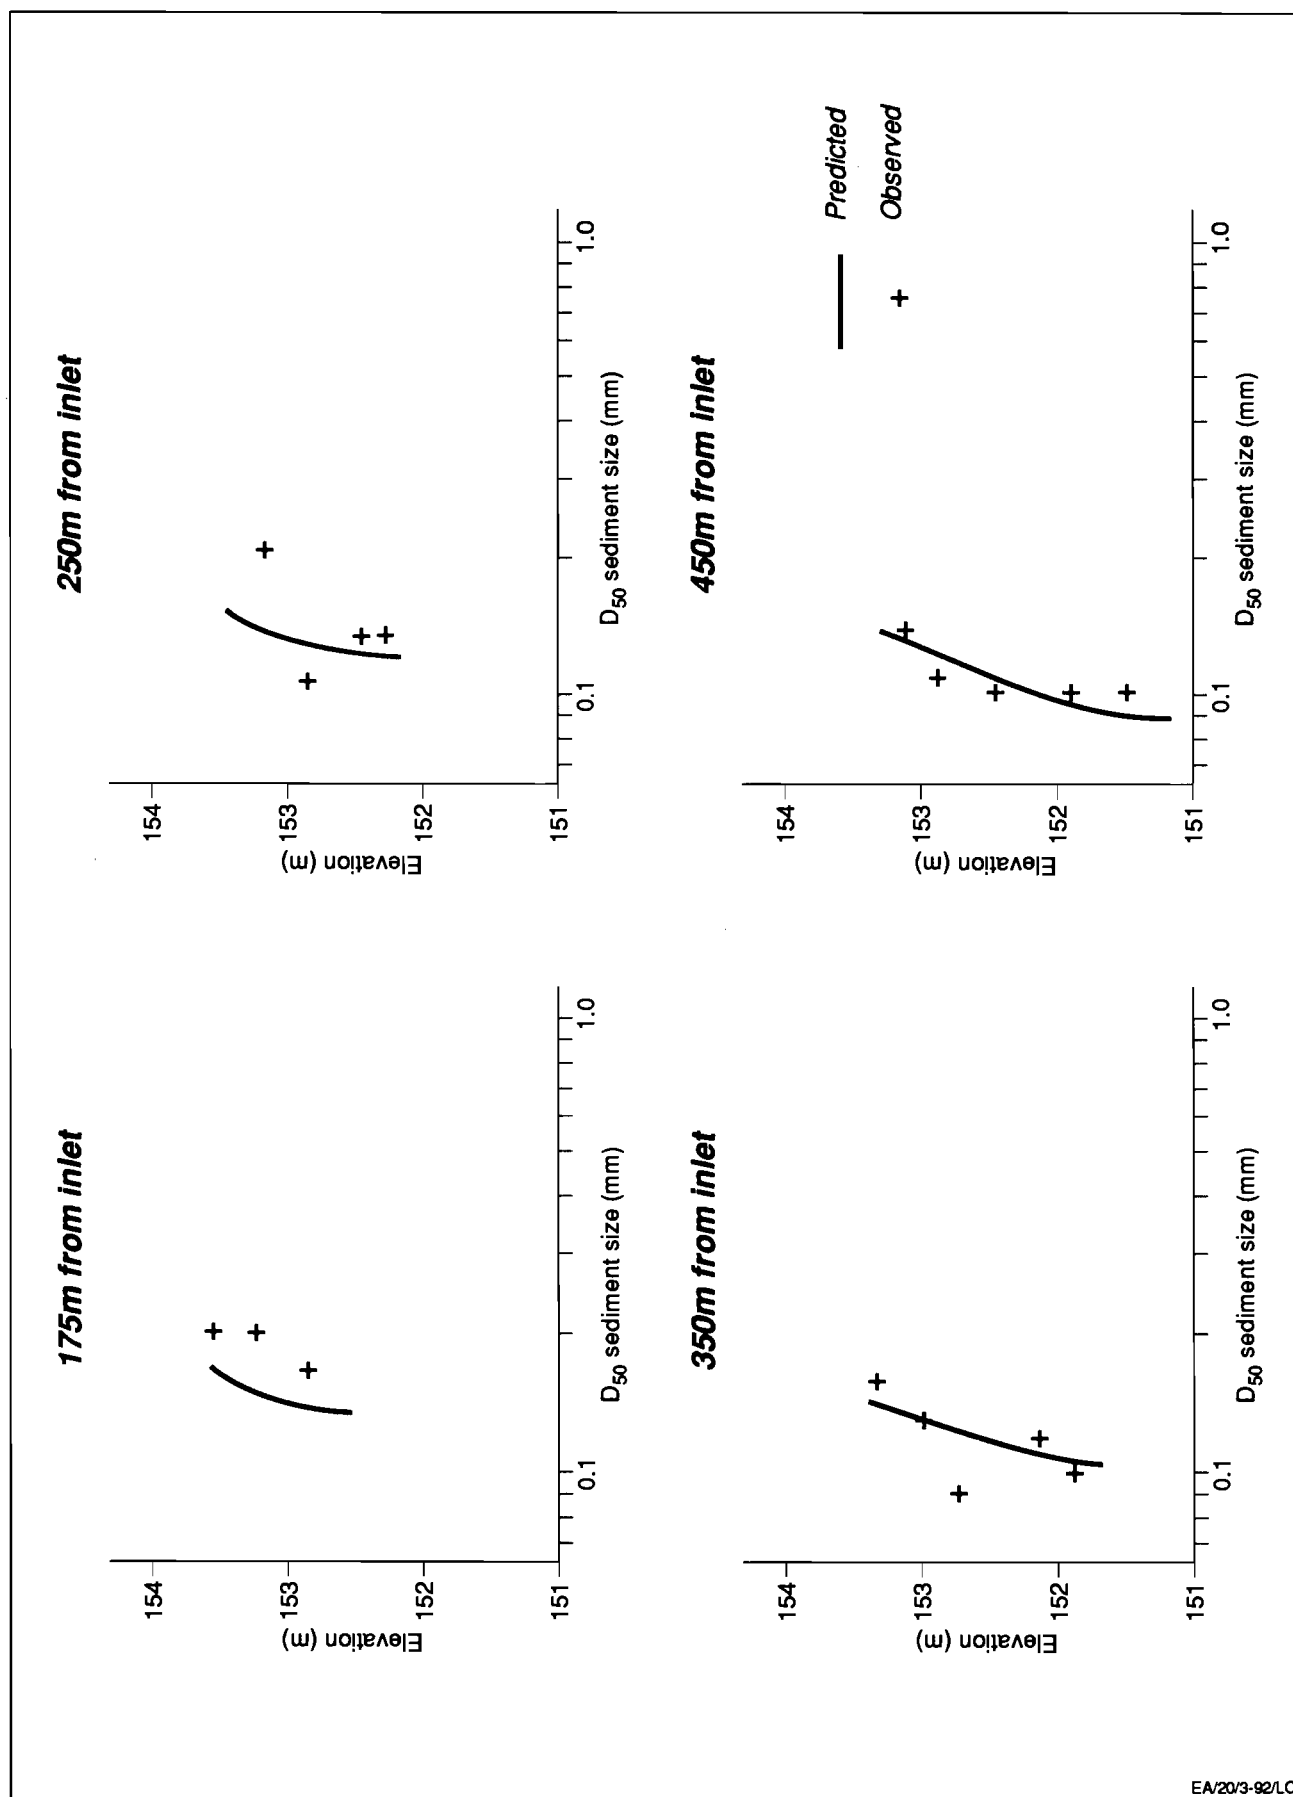 175m from inlet
Elevation (m)
154
153
152
151
0.1
1.0
D50 sediment size (mm)
250m from inlet
Elevation (m)
154
153
152
151
0.1
1.0
D50 sediment size (mm)
350m from inlet
Elevation (m)
154
153
152
151
0.1
1.0
D50 sediment size (mm)
450m from inlet
Predicted
Observed
Elevation (m)
154
153
152
151
0.1
1.0
D50 sediment size (mm)
EA/20/3-92/LO